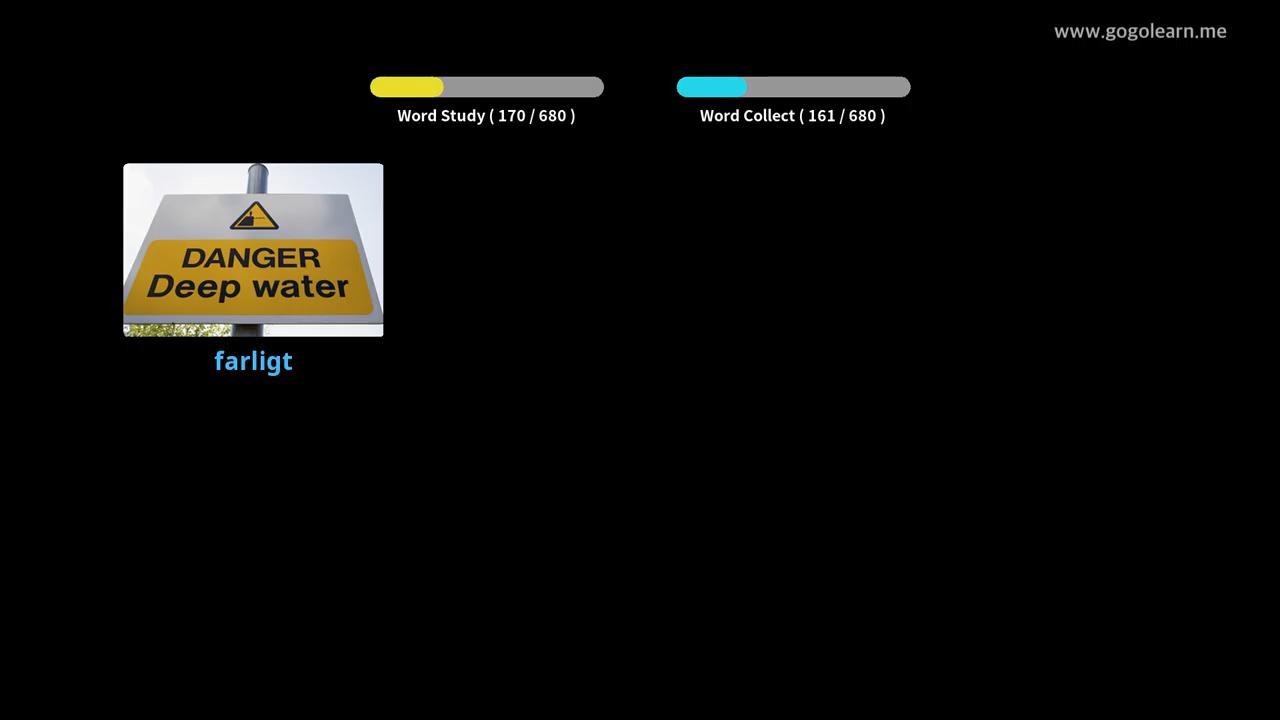 www.gogolearn.me
Word Study ( 170 / 680 )
Word Collect ( 161 / 680 )
DANGER
Deep water
farligt